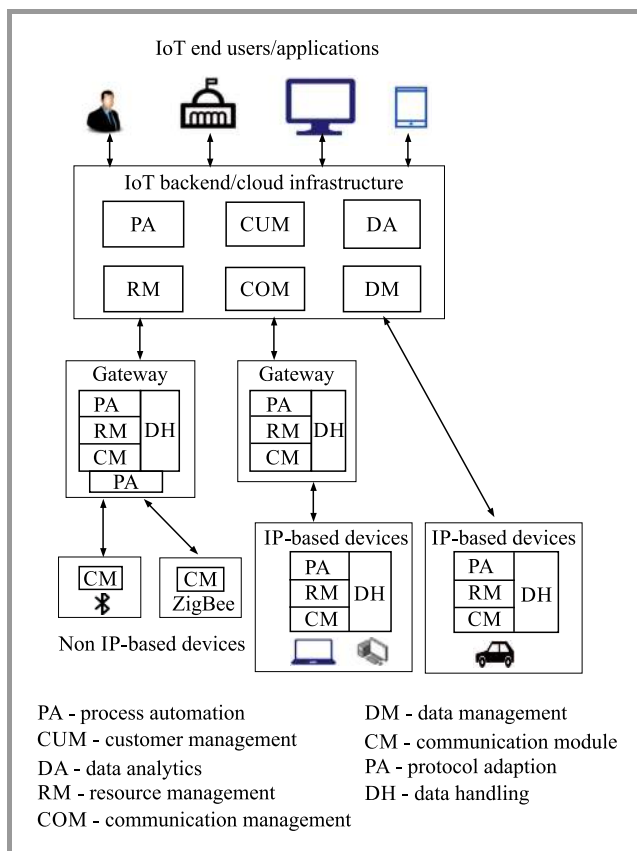 IoT end users/applications
IoT backend/cloud infrastructure
PA CUM DA
RM COM DM
Gateway
PA
RM
CM
DH
PA
Gateway
PA
RM
CM
DH
CM
CM
ZigBee
Non IP-based devices
IP-based devices
PA
RM
CM
DH
IP-based devices
PA
RM
CM
DH
PA - process automation
CUM - customer management
DA - data analytics
RM - resource management
COM - communication management
DM - data management
CM - communication module
PA - protocol adaption
DH - data handling